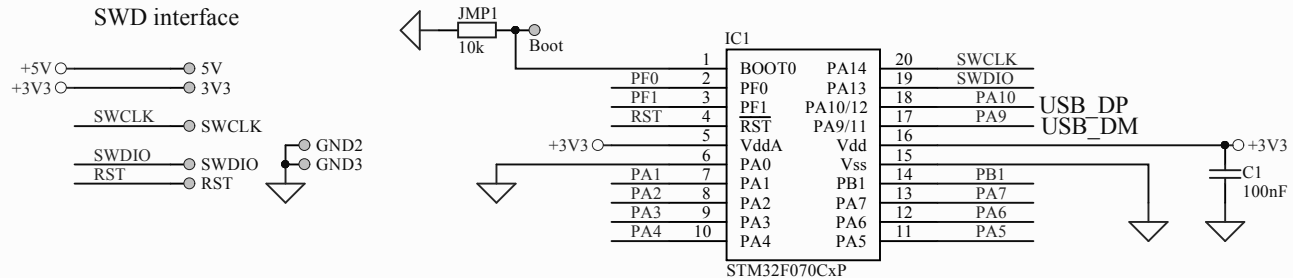 SWD interface
+5V 5V
+3V3 3V3
SWCLK SWCLK
SWDIO SWDIO
RST RST
GND2
GND3
JMP1
10k
Boot
IC1
1 BOOT0 PA14 20 SWCLK
PF0 2 PF0 PA13 19 SWDIO
PF1 3 PF1 PA10/12 18 PA10 USB_DP
RST 4 RST PA9/11 17 PA9 USB_DM
+3V3 5 VddA Vdd 16 +3V3
6 PA0 Vss 15
PA1 7 PA1 PB1 14 PB1
PA2 8 PA2 PA7 13 PA7
PA3 9 PA3 PA6 12 PA6
PA4 10 PA4 PA5 11 PA5
STM32F070CxP
C1
100nF